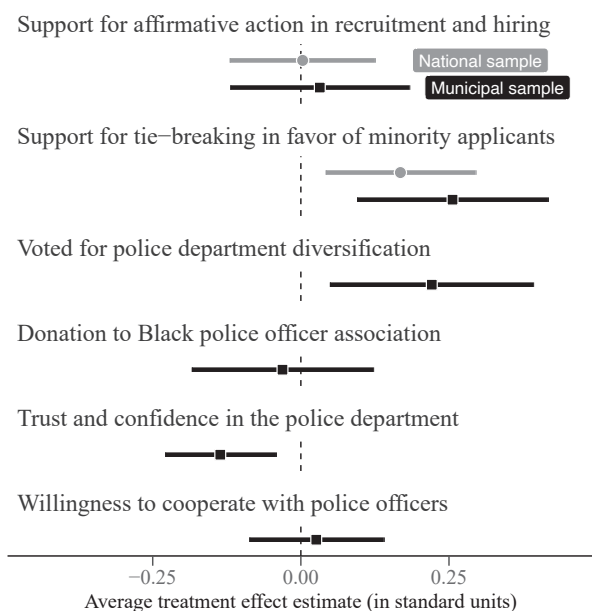 Support for affirmative action in recruitment and hiring
National sample
Municipal sample
Support for tie−breaking in favor of minority applicants
Voted for police department diversification
Donation to Black police officer association
Trust and confidence in the police department
Willingness to cooperate with police officers
−0.25 0.00 0.25
Average treatment effect estimate (in standard units)